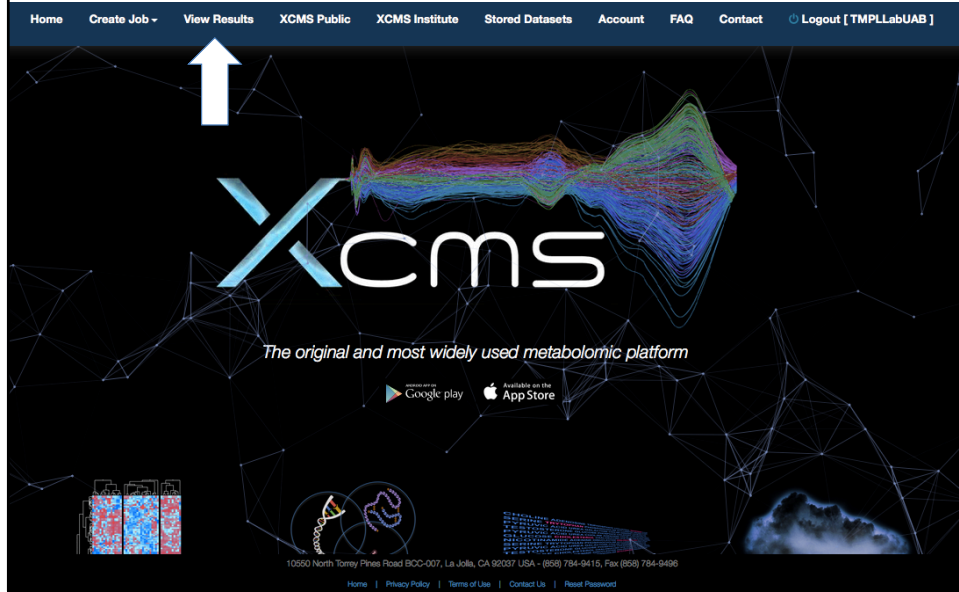 Home Create Job View Results XCMS Public XCMS Institute Stored Datasets Account FAQ Contact Logout [ TMPLLabUAB ]
Xcms
The original and most widely used metabolomic platform
ANDROID APP ON
Google play
Available on the
App Store
10550 North Torrey Pines Road BCC-007, La Jolla, CA 92037 USA - (858) 784-9415, Fax (858) 784-9496
Home | Privacy Policy | Terms of Use | Contact Us | Reset Password